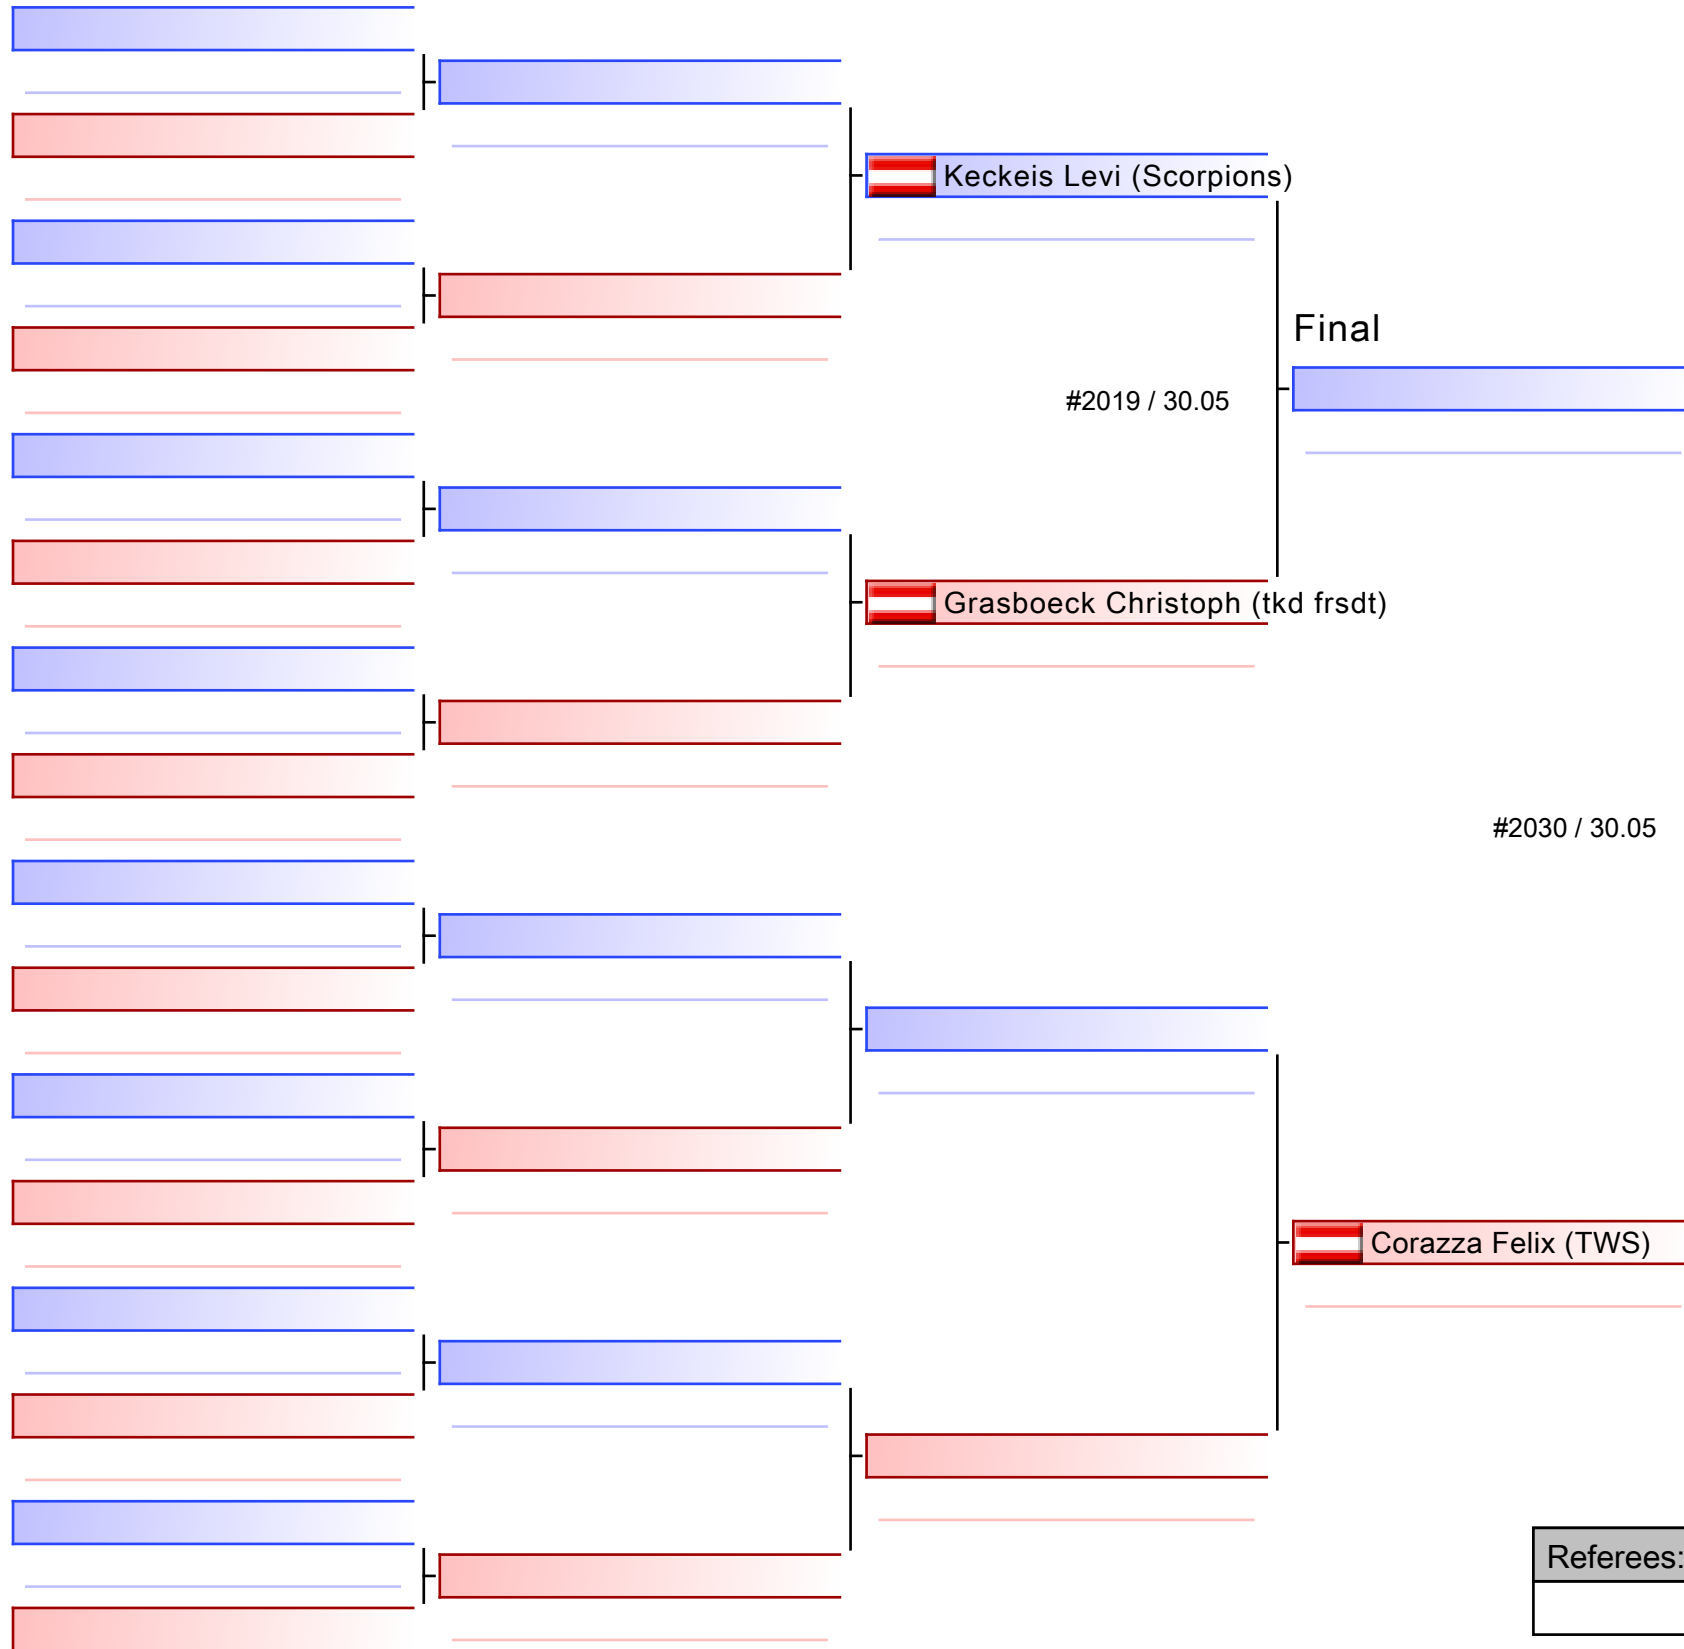 Keckeis Levi (Scorpions)
Final
#2019 / 30.05
Grasboeck Christoph (tkd frsdt)
#2030 / 30.05
Corazza Felix (TWS)
Referees: